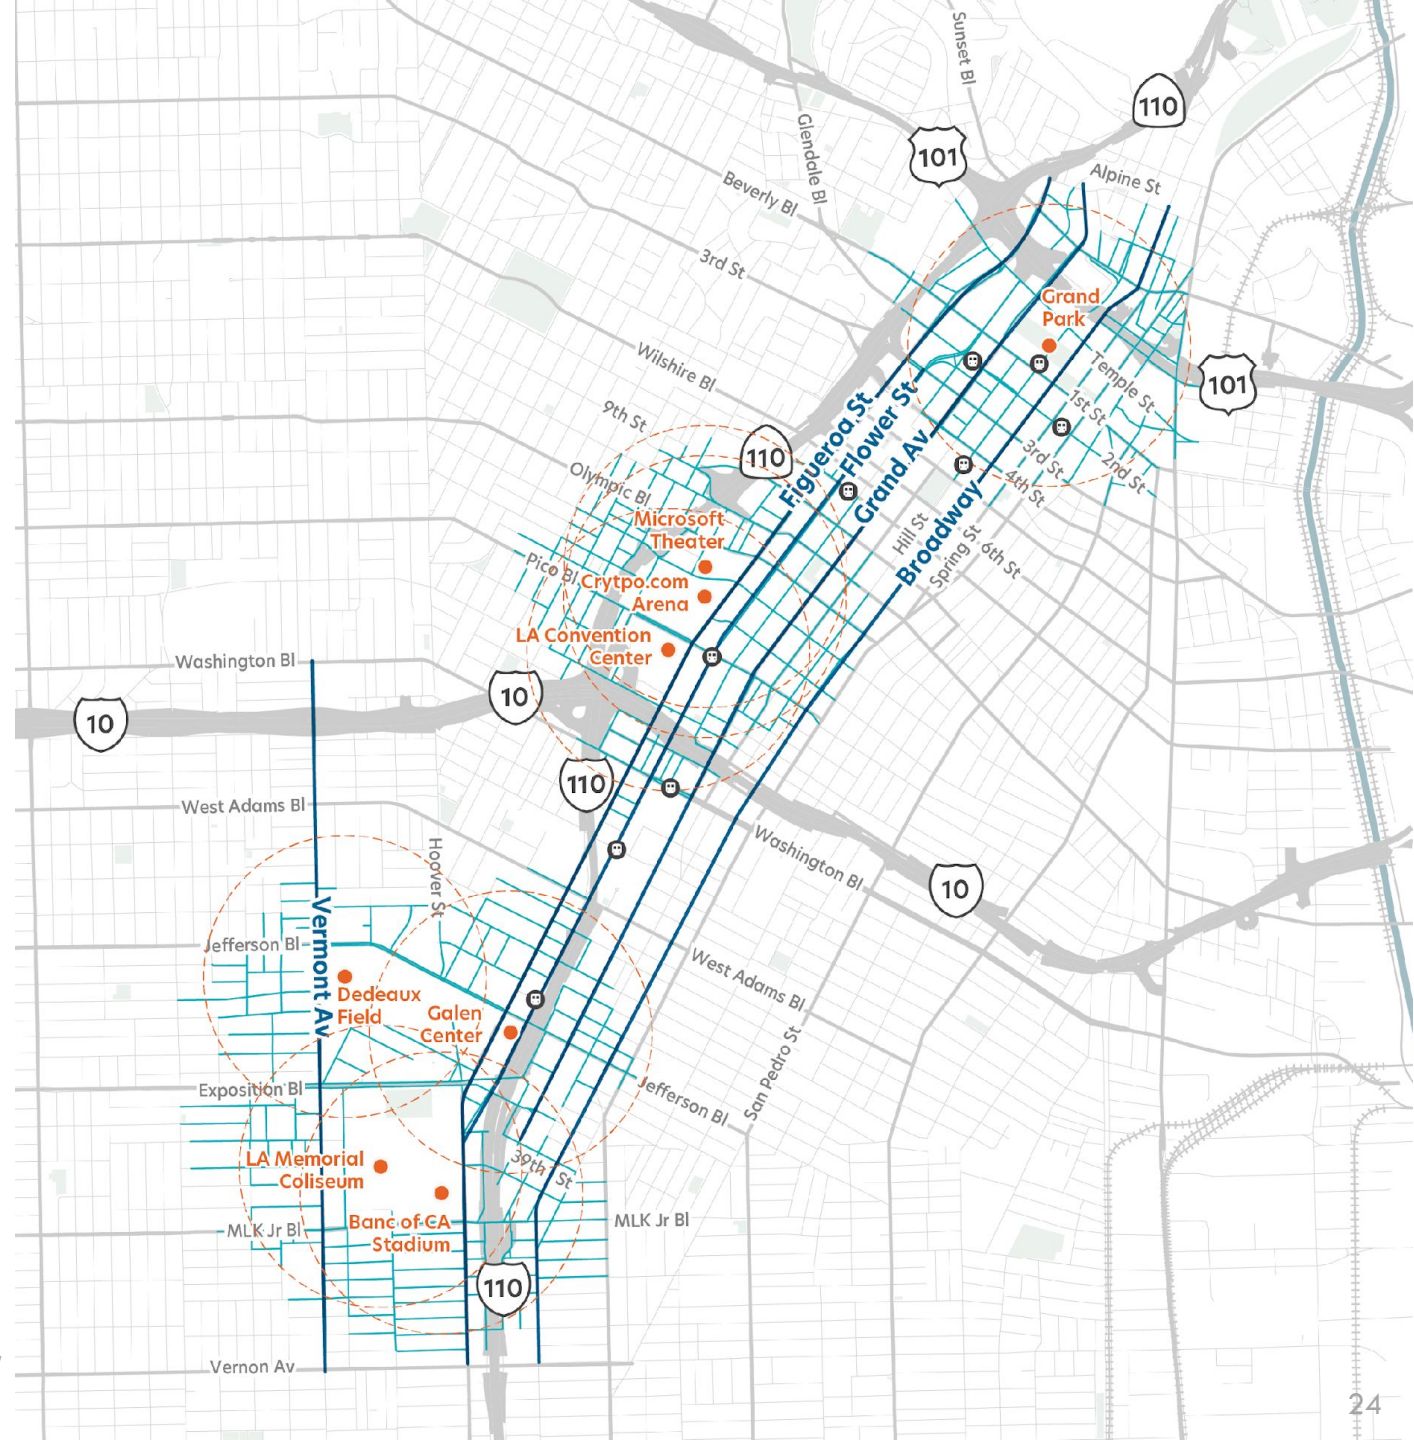 Sunset Bl
110
101
Glendale Bl
Alpine St
Beverly Bl
3rd St
Grand
Park
Wilshire Bl
Temple St
101
1st St
9th St
Figueroa St
Flower St
Grand Av
3rd St
2nd St
110
4th St
Olympic Bl
Broadway
Hill St
Spring St
6th St
Microsoft
Theater
Pico Bl
Crytpo.com
Arena
LA Convention
Center
Washington Bl
10
10
110
West Adams Bl
Washington Bl
Hoover St
10
Vermont Av
Jefferson Bl
West Adams Bl
Dedeaux
Field
Galen
Center
San Pedro St
Exposition Bl
Jefferson Bl
LA Memorial
Coliseum
39th St
MLK Jr Bl
Banc of CA
Stadium
MLK Jr Bl
110
Vernon Av
24